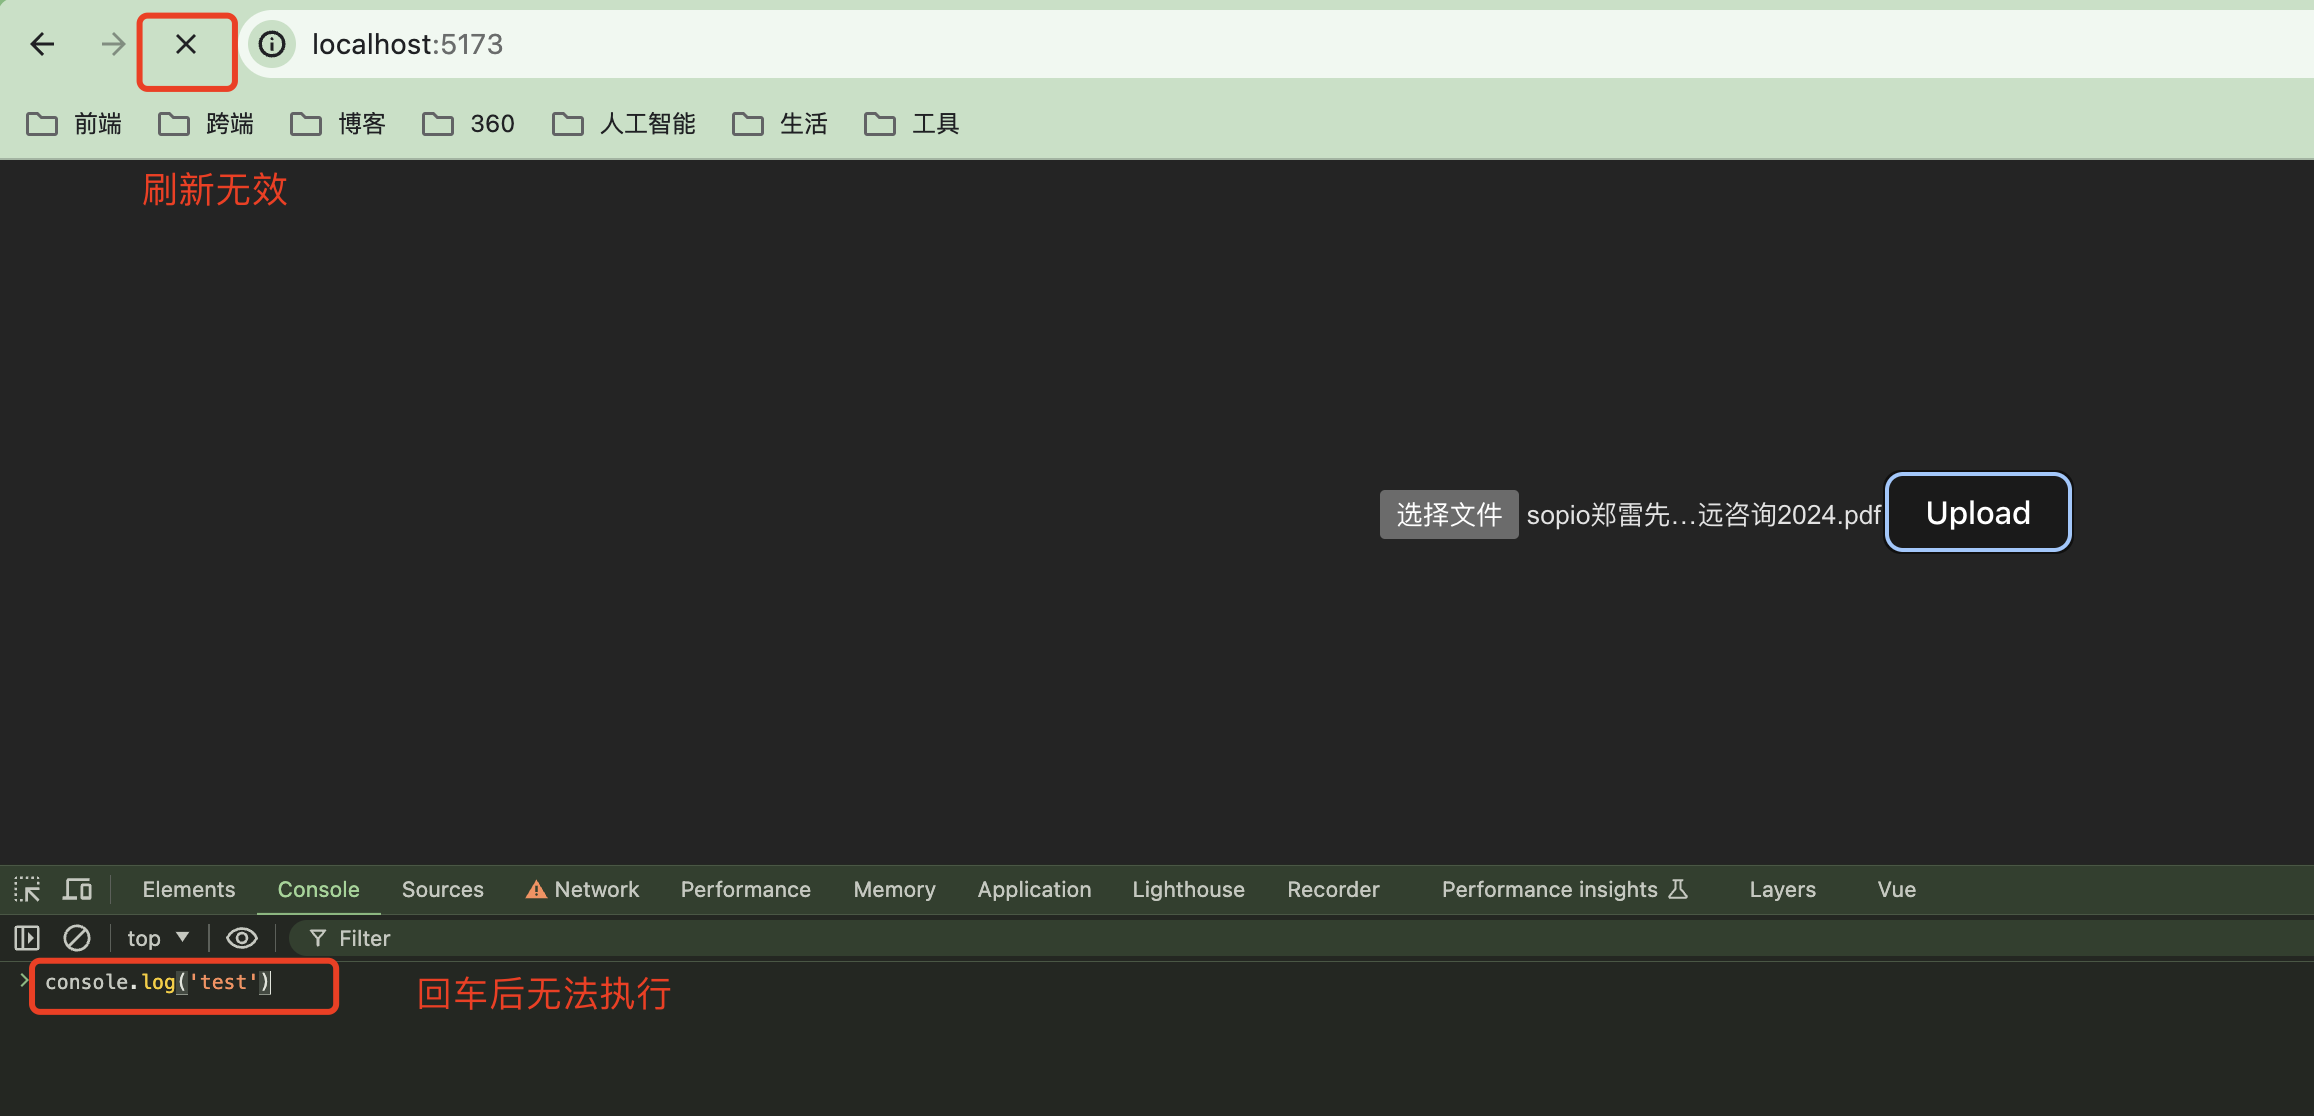 localhost:5173
前端 跨端 博客 360 人工智能 生活 工具
刷新无效
选择文件 sopio郑雷先...远咨询2024.pdf Upload
Elements Console Sources Network Performance Memory Application Lighthouse Recorder Performance insights Layers Vue
top Filter
console.log('test') 回车后无法执行